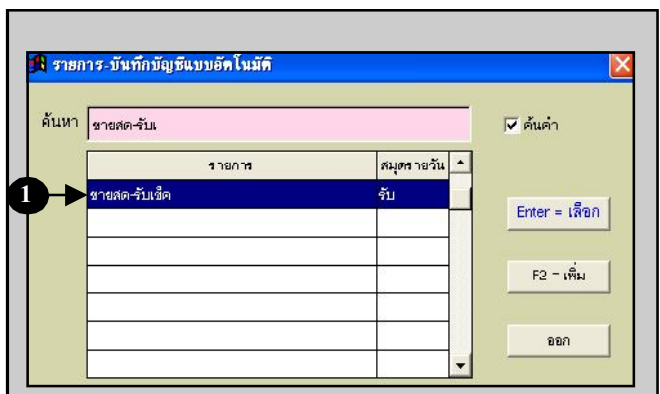 รายการ-บันทึกบัญชีแบบอัตโนมัติ
ค้นหา ขายสด-รับเ ค้นคำ
รายการ สมุดรายวัน
1 ขายสด-รับเช็ค รับ
Enter = เลือก
F2 - เพิ่ม
ออก